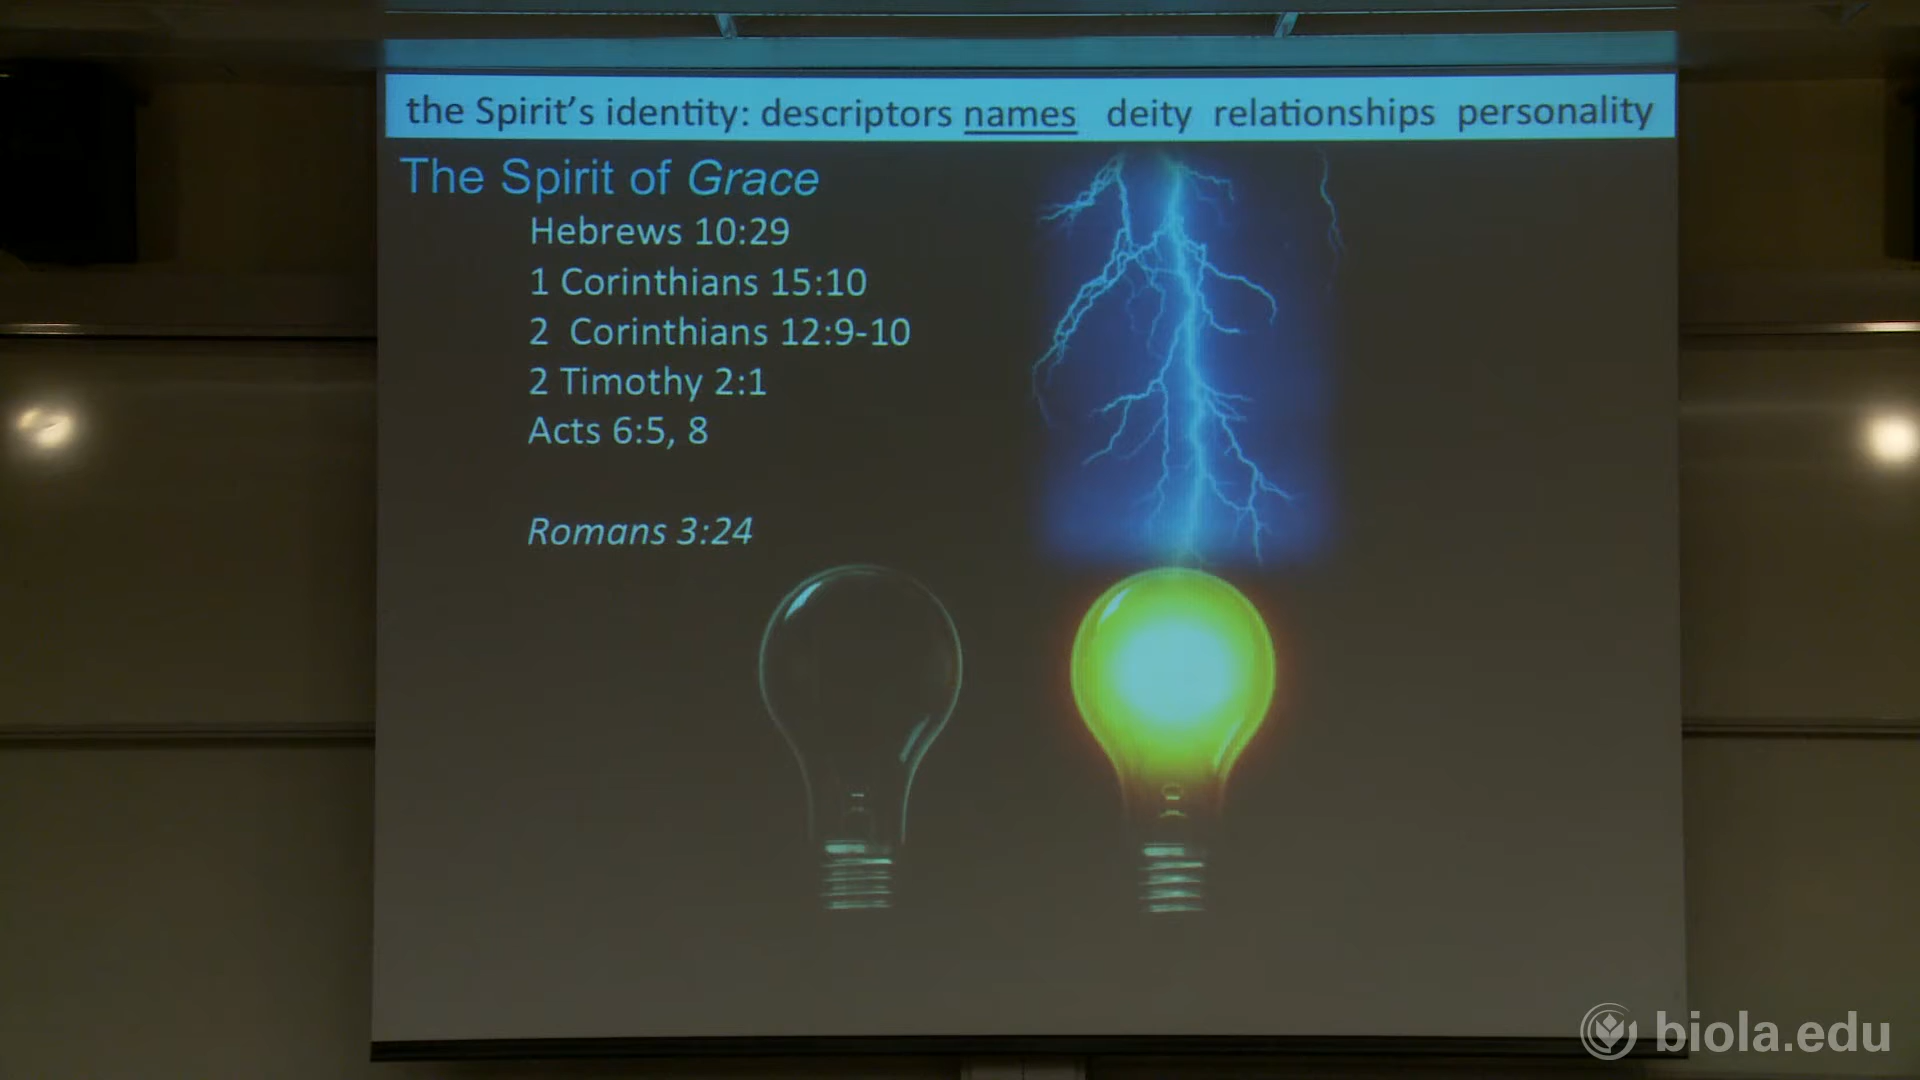 the Spirit's identity: descriptors names deity relationships personality
The Spirit of Grace
Hebrews 10:29
1 Corinthians 15:10
2 Corinthians 12:9-10
2 Timothy 2:1
Acts 6:5, 8
Romans 3:24
biola.edu